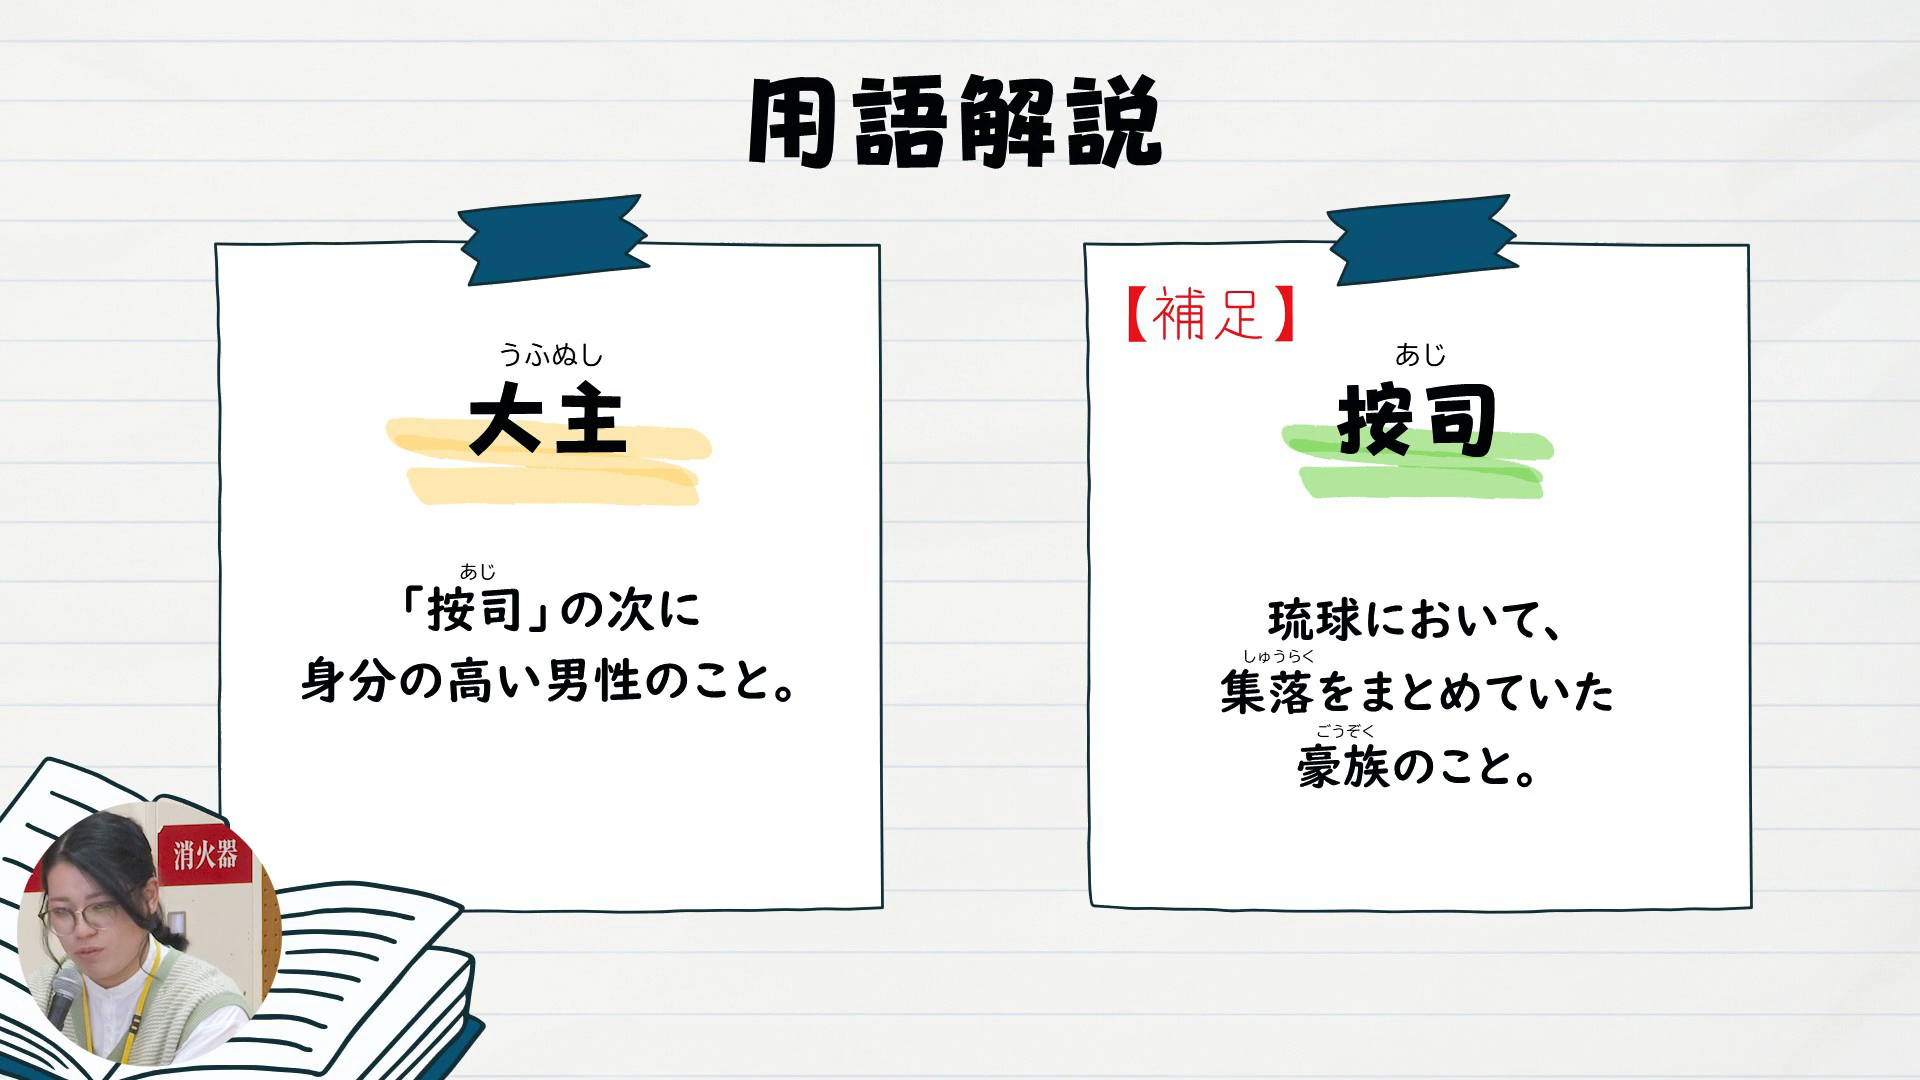 用語解説
うふぬし
大主
あじ
「按司」の次に
身分の高い男性のこと。
【補足】
あじ
按司
琉球において、
しゅうらく
集落をまとめていた
ごうぞく
豪族のこと。
消火器